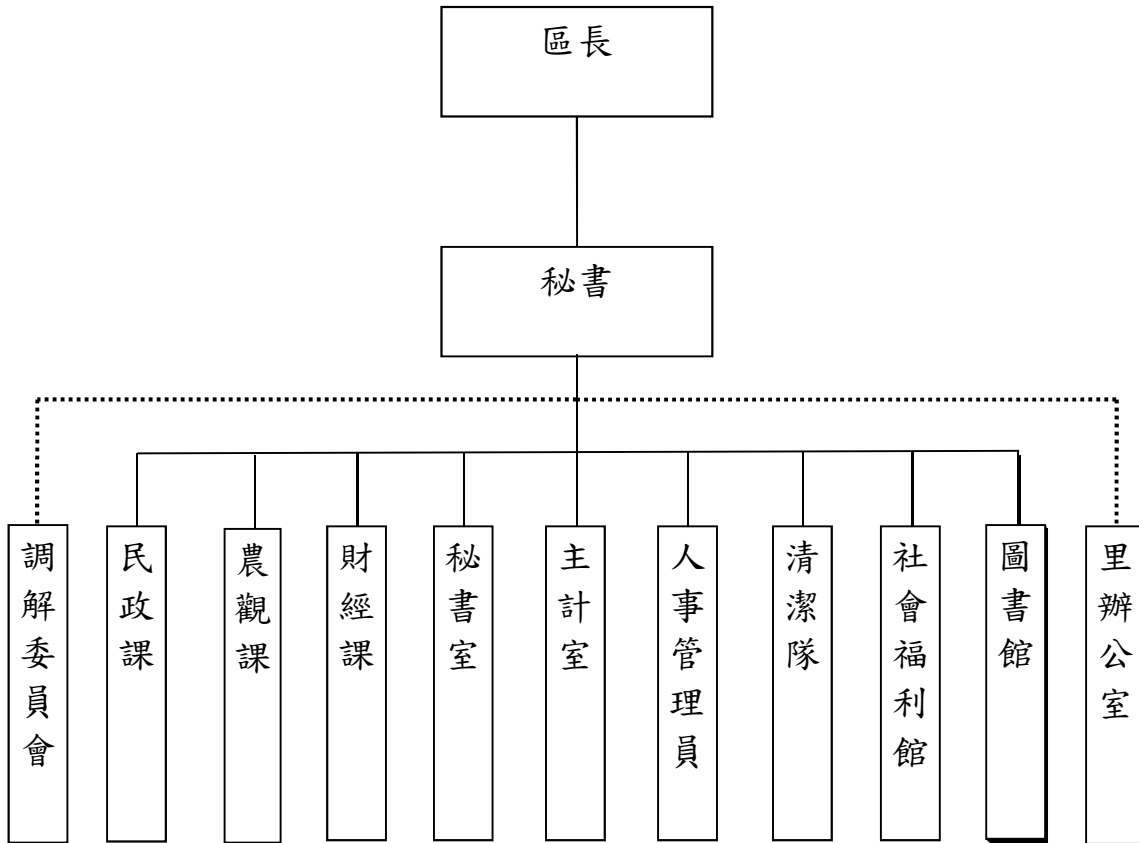 區長
秘書
調解委員會
民政課
農觀課
財經課
秘書室
主計室
人事管理員
清潔隊
社會福利館
圖書館
里辦公室